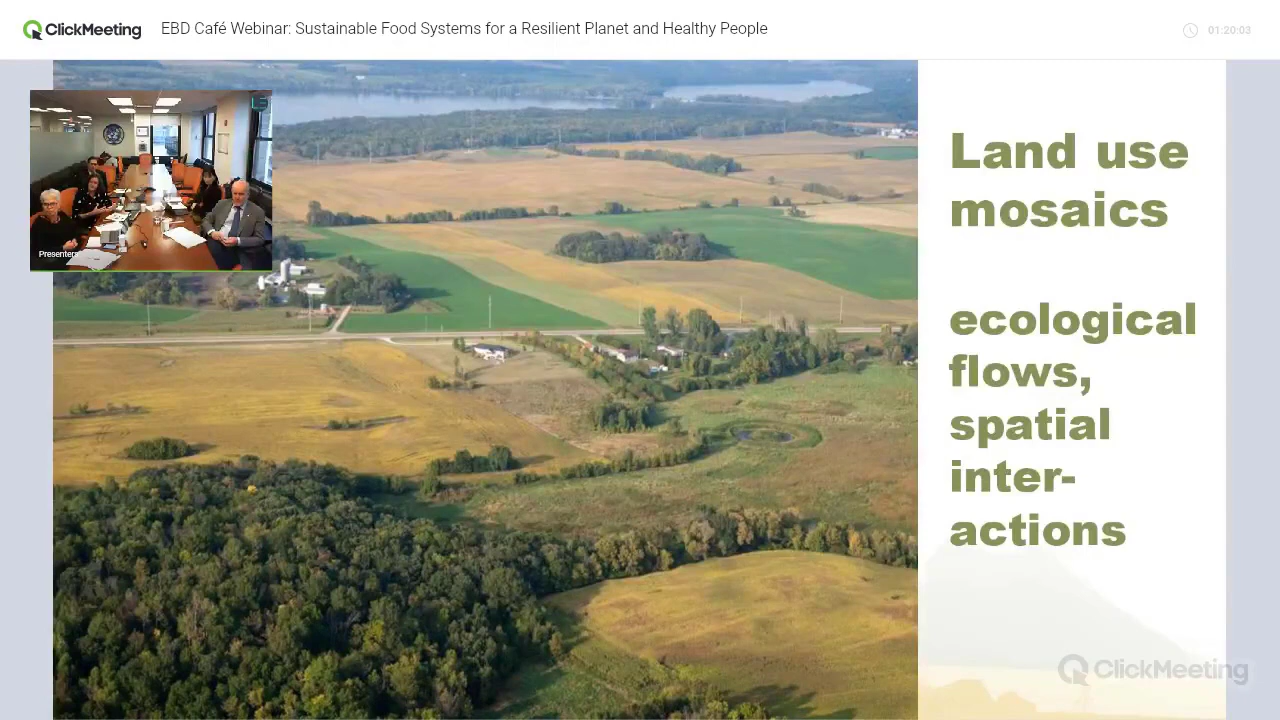 ClickMeeting
EBD Café Webinar: Sustainable Food Systems for a Resilient Planet and Healthy People
01:20:03
Presenters
Land use
mosaics
ecological
flows,
spatial
inter-
actions
ClickMeeting